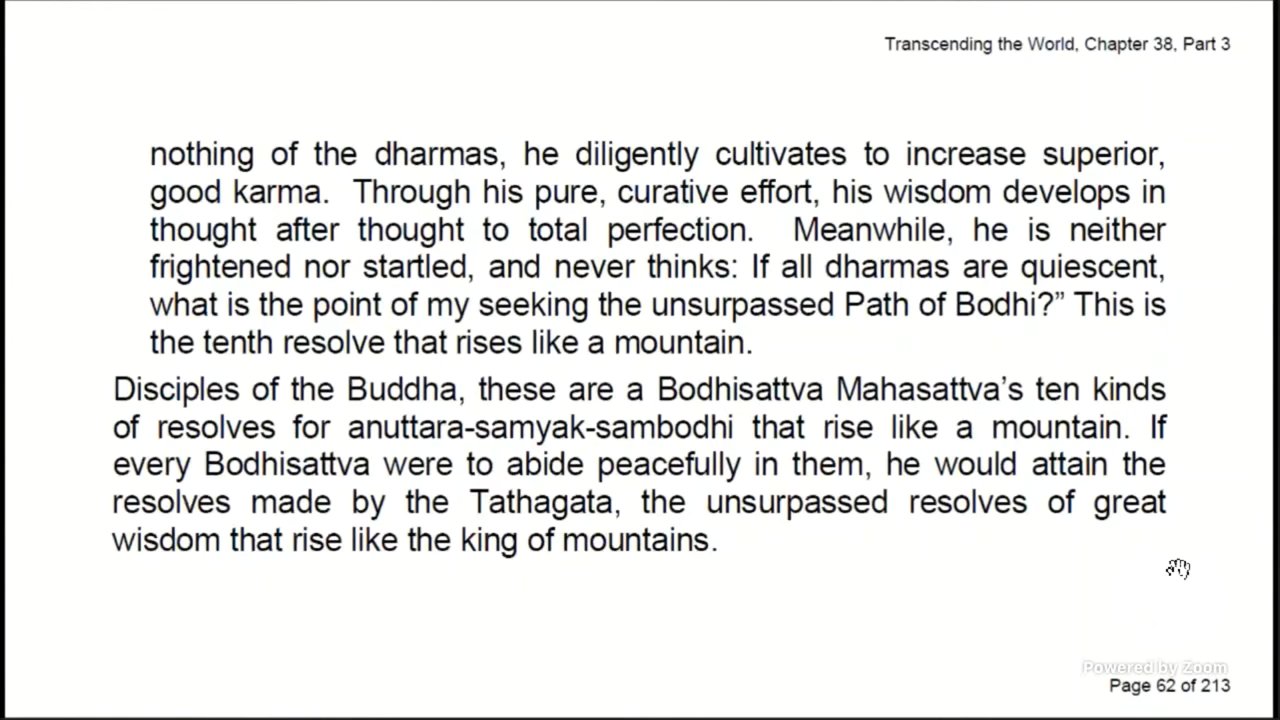 Transcending the World, Chapter 38, Part 3
nothing of the dharmas, he diligently cultivates to increase superior,
good karma.  Through his pure, curative effort, his wisdom develops in
thought after thought to total perfection.  Meanwhile, he is neither
frightened nor startled, and never thinks: If all dharmas are quiescent,
what is the point of my seeking the unsurpassed Path of Bodhi?” This is
the tenth resolve that rises like a mountain.
Disciples of the Buddha, these are a Bodhisattva Mahasattva’s ten kinds
of resolves for anuttara-samyak-sambodhi that rise like a mountain. If
every Bodhisattva were to abide peacefully in them, he would attain the
resolves made by the Tathagata, the unsurpassed resolves of great
wisdom that rise like the king of mountains.
Powered by Zoom
Page 62 of 213